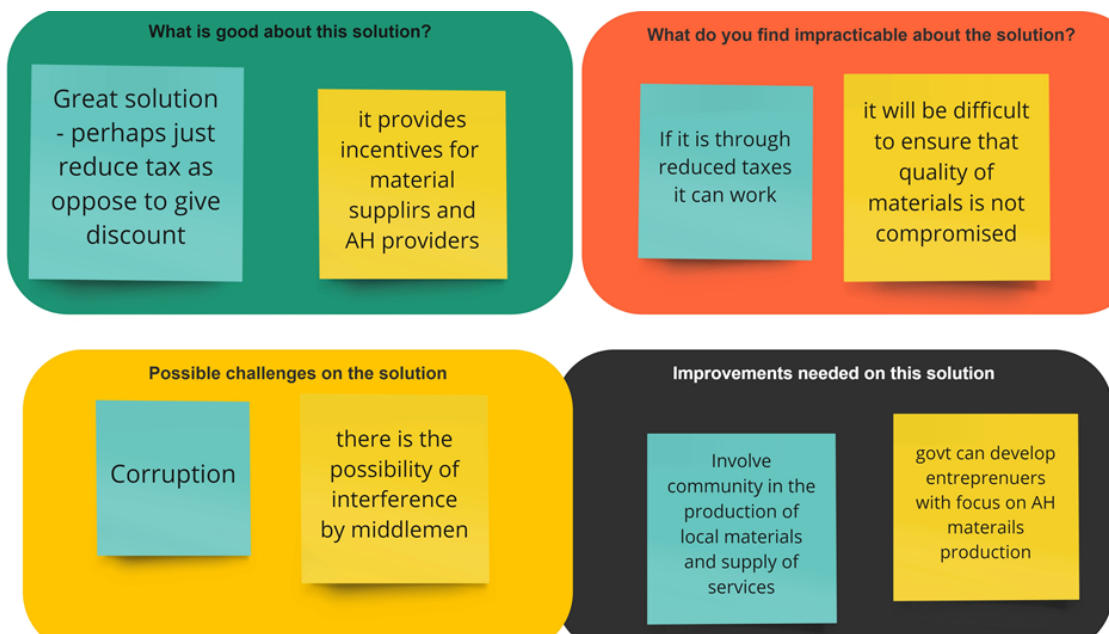 What is good about this solution?
Great solution
- perhaps just
reduce tax as
oppose to give
discount
it provides
incentives for
material
supplirs and
AH providers
What do you find impracticable about the solution?
If it is through
reduced taxes
it can work
it will be difficult
to ensure that
quality of
materials is not
compromised
Possible challenges on the solution
Corruption
there is the
possibility of
interference
by middlemen
Improvements needed on this solution
Involve
community in the
production of
local materials
and supply of
services
govt can develop
entreprenuers
with focus on AH
materails
production